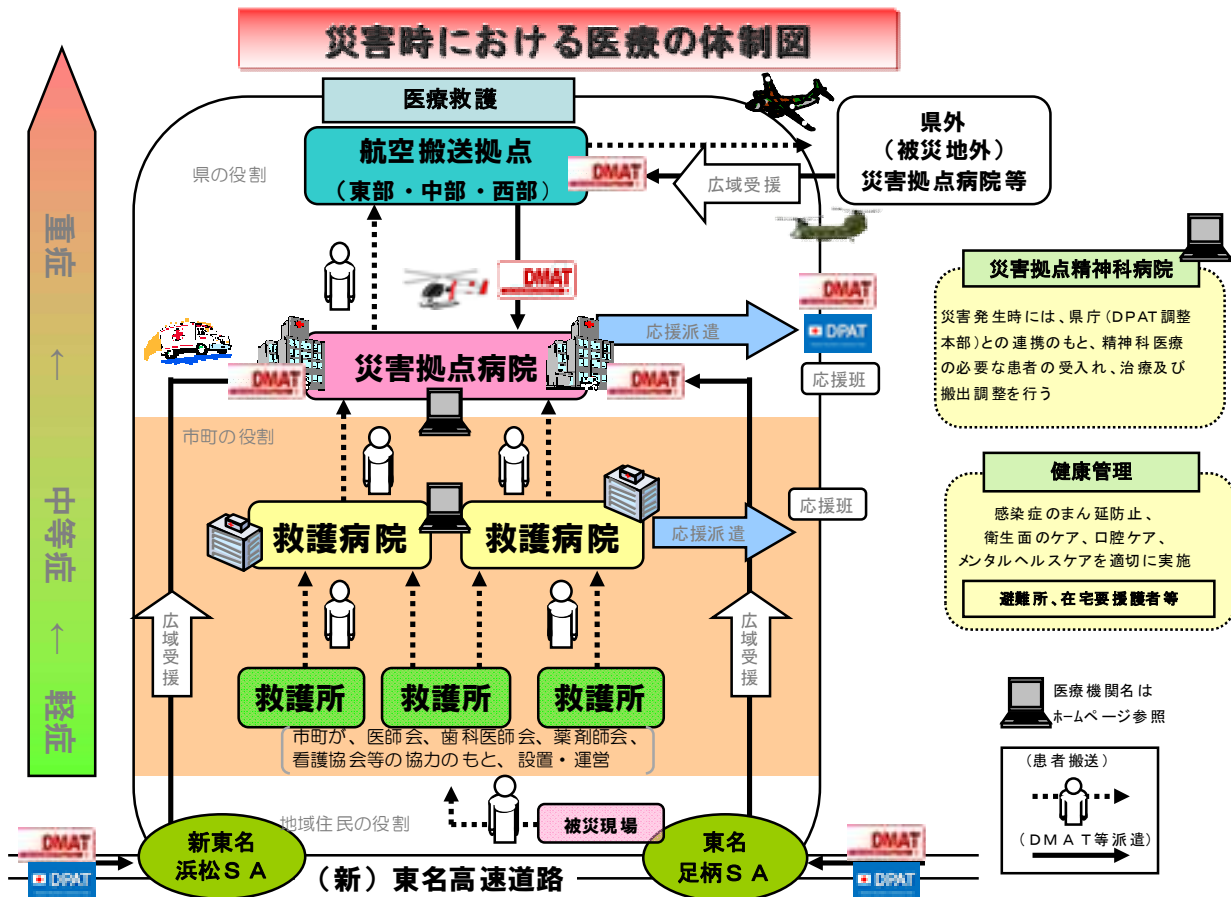 災害時における医療の体制図
医療救護
航空搬送拠点
（東部・中部・西部）
DMAT
県外
（被災地外）
災害拠点病院等
広域受援
県の役割
重症
←
中等症
←
軽症
DMAT
DMAT
DPAT
応援派遣
応援班
災害拠点病院
DMAT
DMAT
災害拠点精神科病院
災害発生時には、県庁（DPAT調整
本部）との連携のもと、精神科医療
の必要な患者の受入れ、治療及び
搬出調整を行う
市町の役割
救護病院
救護病院
応援派遣
応援班
健康管理
感染症のまん延防止、
衛生面のケア、口腔ケア、
メンタルヘルスケアを適切に実施
避難所、在宅要援護者等
広域受援
広域受援
救護所
救護所
救護所
市町が、医師会、歯科医師会、薬剤師会、
看護協会等の協力のもと、設置・運営
医療機関名は
ホームページ参照
（患者搬送）
（ＤＭＡＴ等派遣）
地域住民の役割
被災現場
DMAT
DPAT
新東名
浜松ＳＡ
（新）東名高速道路
東名
足柄ＳＡ
DMAT
DPAT